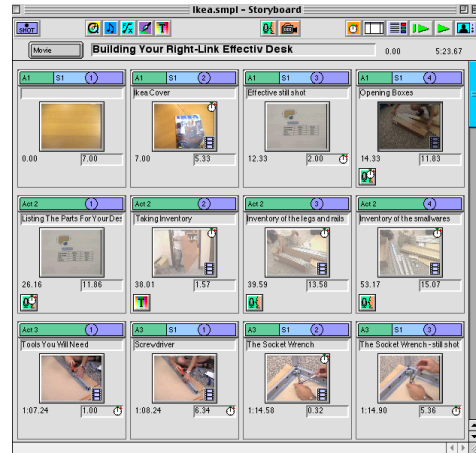 Ikea.smpl – Storyboard
SHOT
Movie
Building Your Right-Link Effectiv Desk
0.00 5:23.67
A1 S1 1
0.00 7.00
A1 S1 2
Ikea Cover
7.00 5.33
A1 S1 3
Effective still shot
12.33 2.00
A1 S1 4
Opening Boxes
14.33 11.83
Act 2 1
Listing The Parts For Your Des
26.16 11.86
Act 2 2
Taking Inventory
38.01 1.57
Act 2 3
Inventory of the legs and rails
39.59 13.58
Act 2 4
Inventory of the smallwares
53.17 15.07
Act 3 1
Tools You Will Need
1:07.24 1.00
A3 S1 1
Screwdriver
1:08.24 6.34
A3 S1 2
The Socket Wrench
1:14.58 0.32
A3 S1 3
The Socket Wrench-still shot
1:14.90 5.36